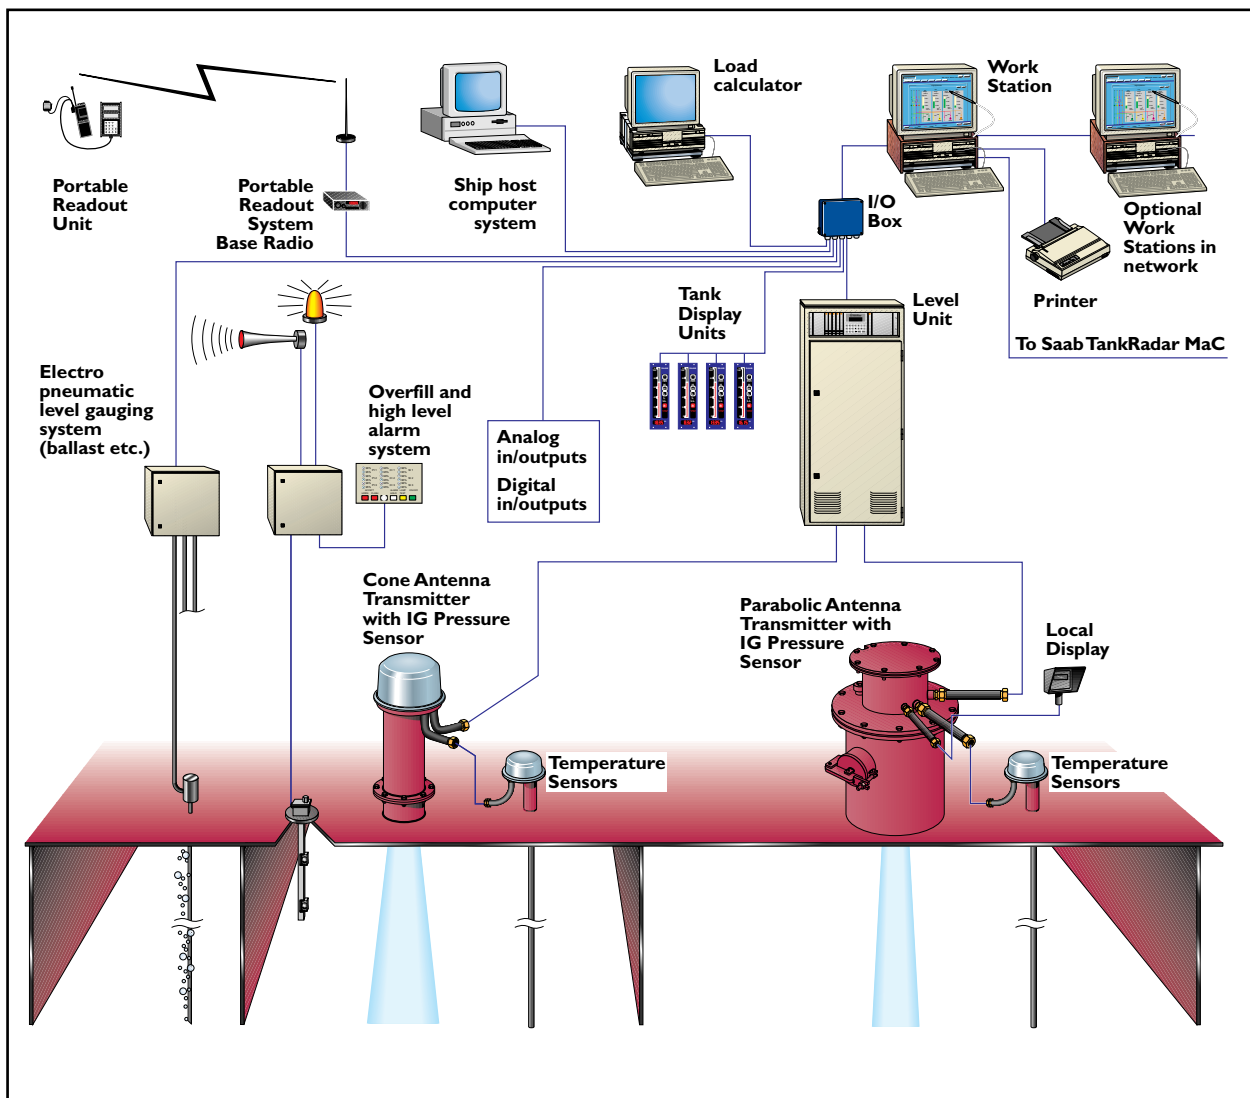 Portable
Readout
Unit
Portable
Readout
System
Base Radio
Ship host
computer
system
Load
calculator
Work
Station
I/O
Box
Optional
Work
Stations in
network
Printer
To Saab TankRadar MaC
Level
Unit
Tank
Display
Units
Electro
pneumatic
level gauging
system
(ballast etc.)
Overfill and
high level
alarm
system
Analog
in/outputs
Digital
in/outputs
Cone Antenna
Transmitter
with IG Pressure
Sensor
Parabolic Antenna
Transmitter with
IG Pressure
Sensor
Local
Display
Temperature
Sensors
Temperature
Sensors